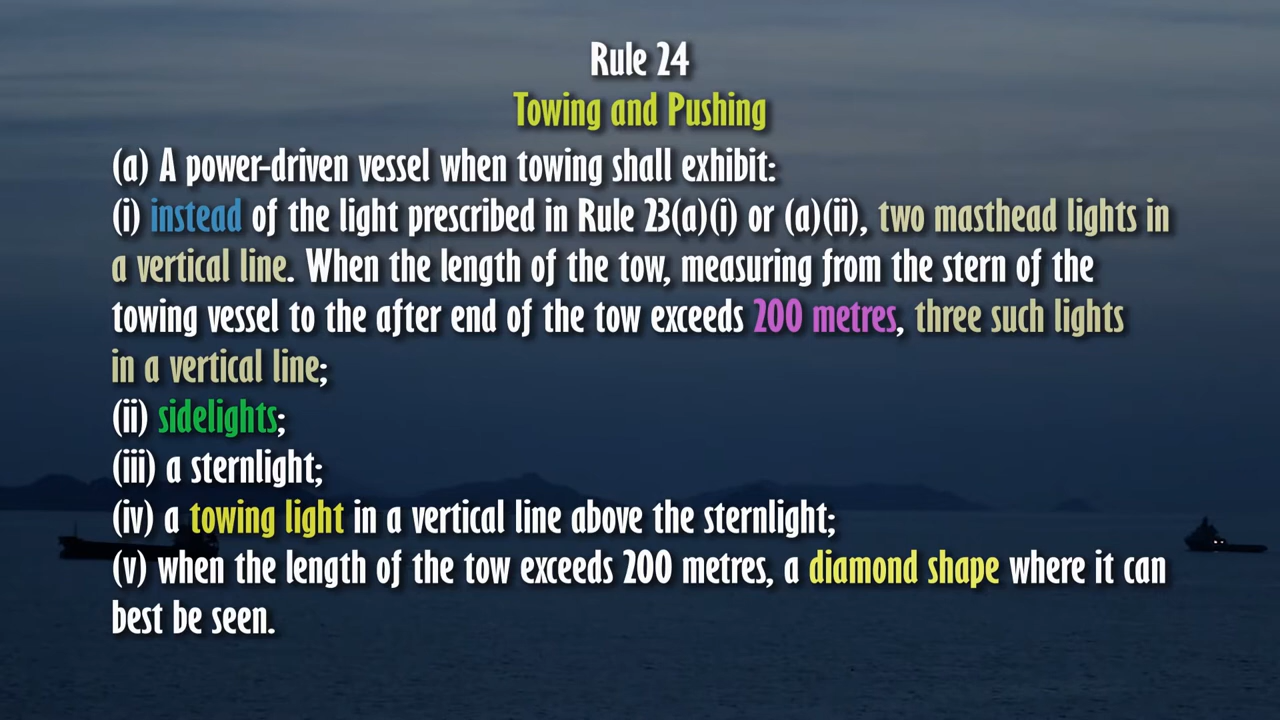 Rule 24
Towing and Pushing
(a) A power-driven vessel when towing shall exhibit:
(i) instead of the light prescribed in Rule 23(a)(i) or (a)(ii), two masthead lights in
a vertical line. When the length of the tow, measuring from the stern of the
towing vessel to the after end of the tow exceeds 200 metres, three such lights
in a vertical line;
(ii) sidelights;
(iii) a sternlight;
(iv) a towing light in a vertical line above the sternlight;
(v) when the length of the tow exceeds 200 metres, a diamond shape where it can
best be seen.